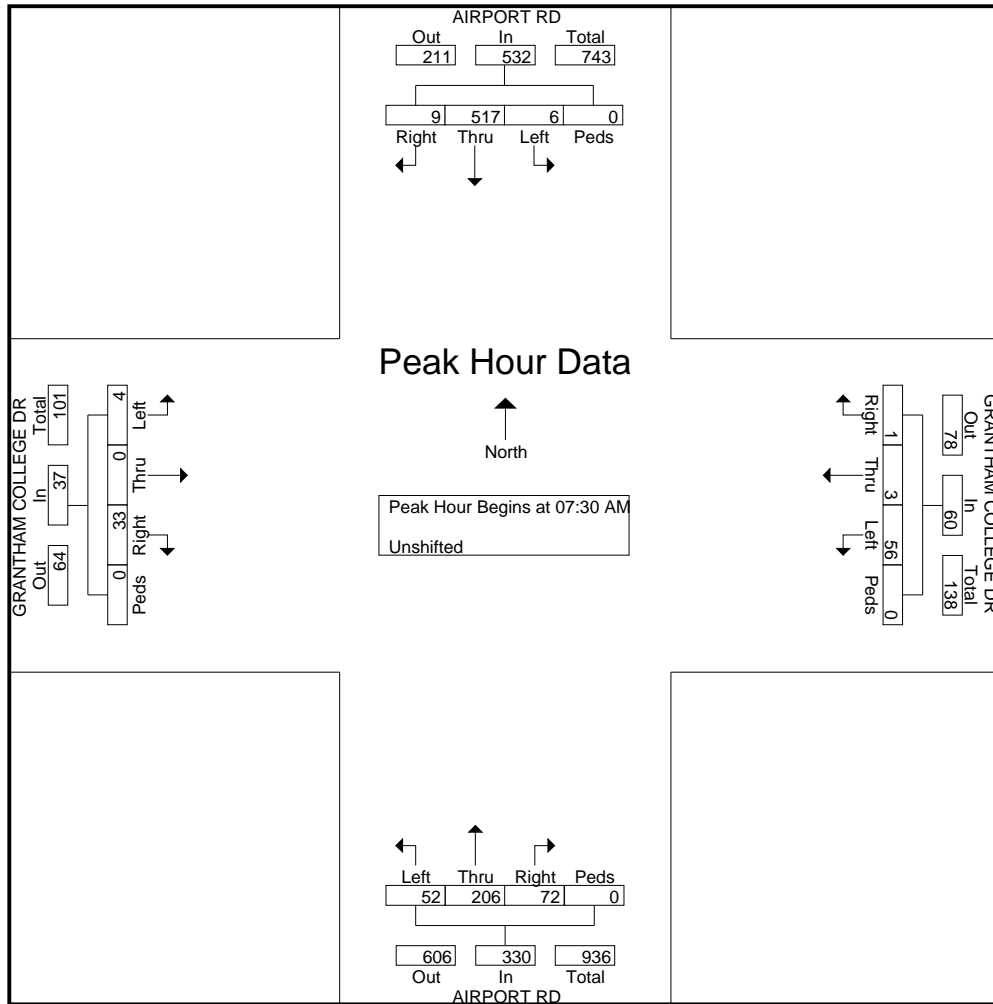 AIRPORT RD
Out In Total
211 532 743
9 517 6 0
Right Thru Left Peds
Peak Hour Data
North
Peak Hour Begins at 07:30 AM
Unshifted
GRANTHAM COLLEGE DR
Total In Out
101 37 64
4 0 33 0
Left Thru Right Peds
GRANTHAM COLLEGE DR
Out In Total
78 60 138
1 3 56 0
Right Thru Left Peds
Left Thru Right Peds
52 206 72 0
606 330 936
Out In Total
AIRPORT RD